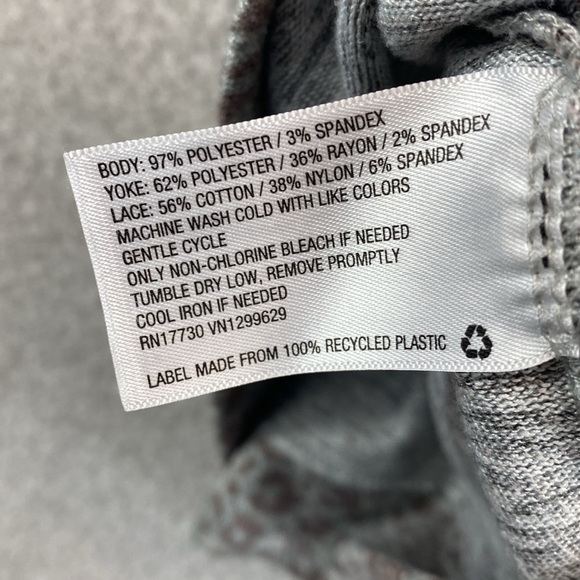 BODY: 97% POLYESTER / 3% SPANDEX
YOKE: 62% POLYESTER / 36% RAYON / 2% SPANDEX
LACE: 56% COTTON / 38% NYLON / 6% SPANDEX
MACHINE WASH COLD WITH LIKE COLORS
GENTLE CYCLE
ONLY NON-CHLORINE BLEACH IF NEEDED
TUMBLE DRY LOW, REMOVE PROMPTLY
COOL IRON IF NEEDED
RN17730 VN1299629
LABEL MADE FROM 100% RECYCLED PLASTIC